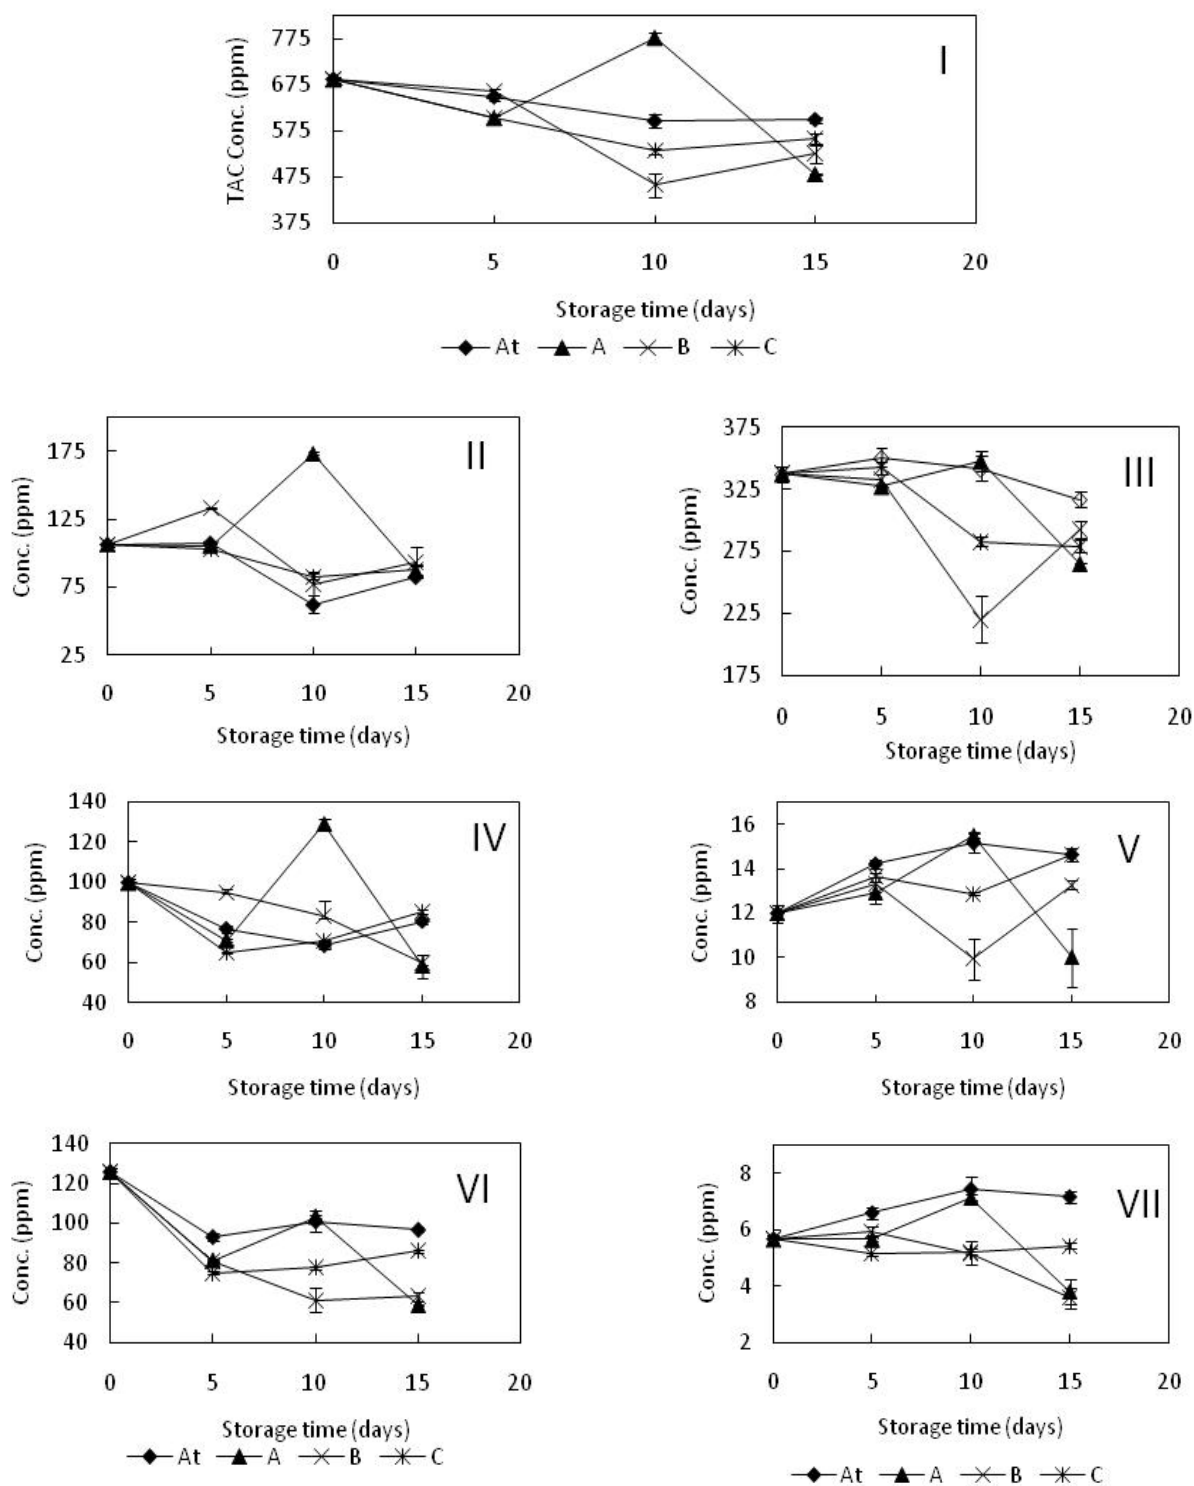 TAC Conc. (ppm)
775
675
575
475
375
I
0 5 10 15 20
Storage time (days)
At A B C
Conc. (ppm)
175
125
75
25
II
0 5 10 15 20
Storage time (days)
Conc. (ppm)
375
325
275
225
175
III
0 5 10 15 20
Storage time (days)
Conc. (ppm)
140
120
100
80
60
40
IV
0 5 10 15 20
Storage time (days)
Conc. (ppm)
16
14
12
10
8
V
0 5 10 15 20
Storage time (days)
Conc. (ppm)
140
120
100
80
60
40
VI
0 5 10 15 20
Storage time (days)
At A B C
Conc. (ppm)
8
6
4
2
VII
0 5 10 15 20
Storage time (days)
At A B C